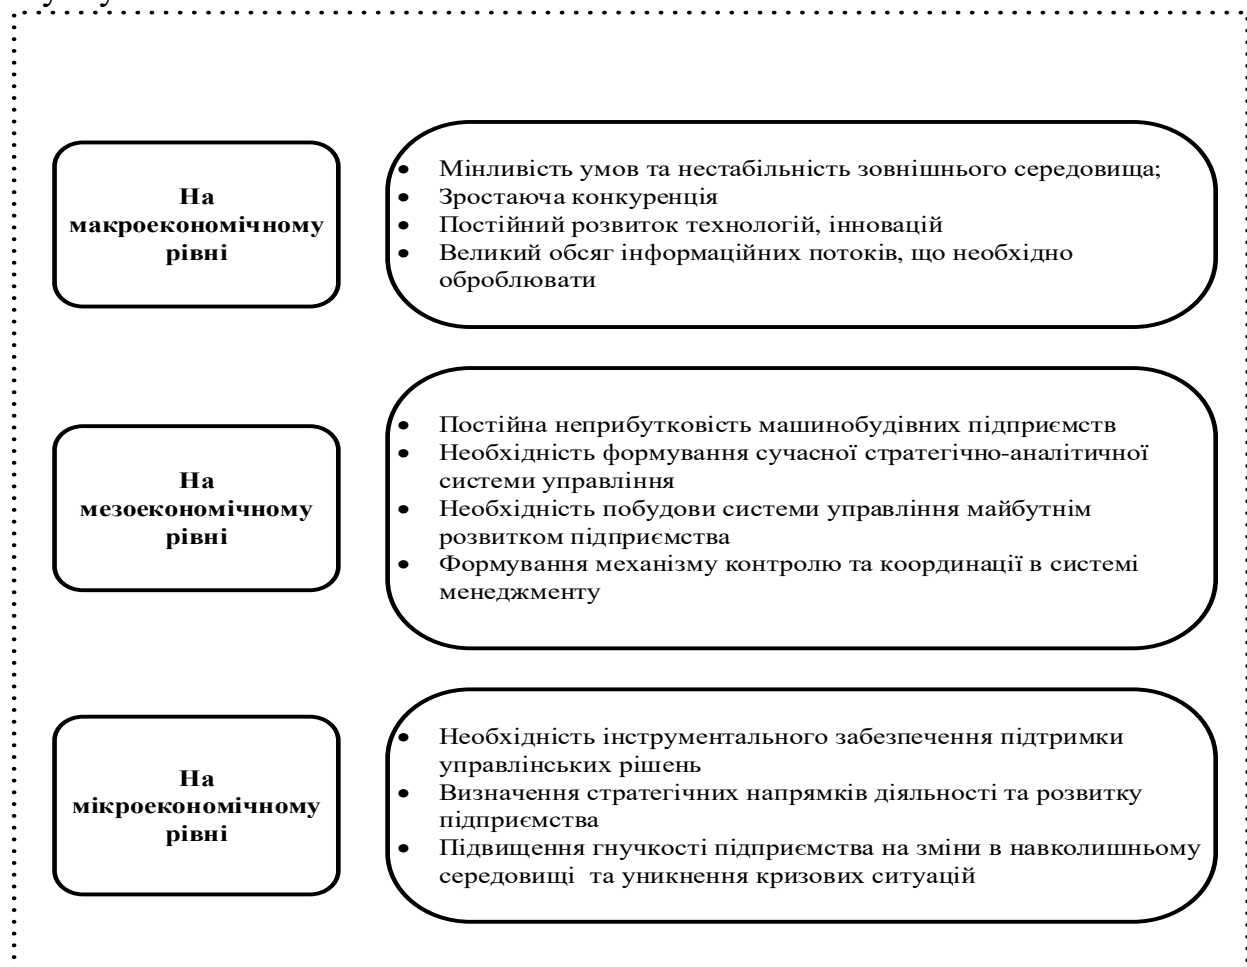 На
макроекономічному
рівні
• Мінливість умов та нестабільність зовнішнього середовища;
• Зростаюча конкуренція
• Постійний розвиток технологій, інновацій
• Великий обсяг інформаційних потоків, що необхідно
оброблювати
На
мезоекономічному
рівні
• Постійна неприбутковість машинобудівних підприємств
• Необхідність формування сучасної стратегічно-аналітичної
системи управління
• Необхідність побудови системи управління майбутнім
розвитком підприємства
• Формування механізму контролю та координації в системі
менеджменту
На
мікроекономічному
рівні
• Необхідність інструментального забезпечення підтримки
управлінських рішень
• Визначення стратегічних напрямків діяльності та розвитку
підприємства
• Підвищення гнучкості підприємства на зміни в навколишньому
середовищі та уникнення кризових ситуацій